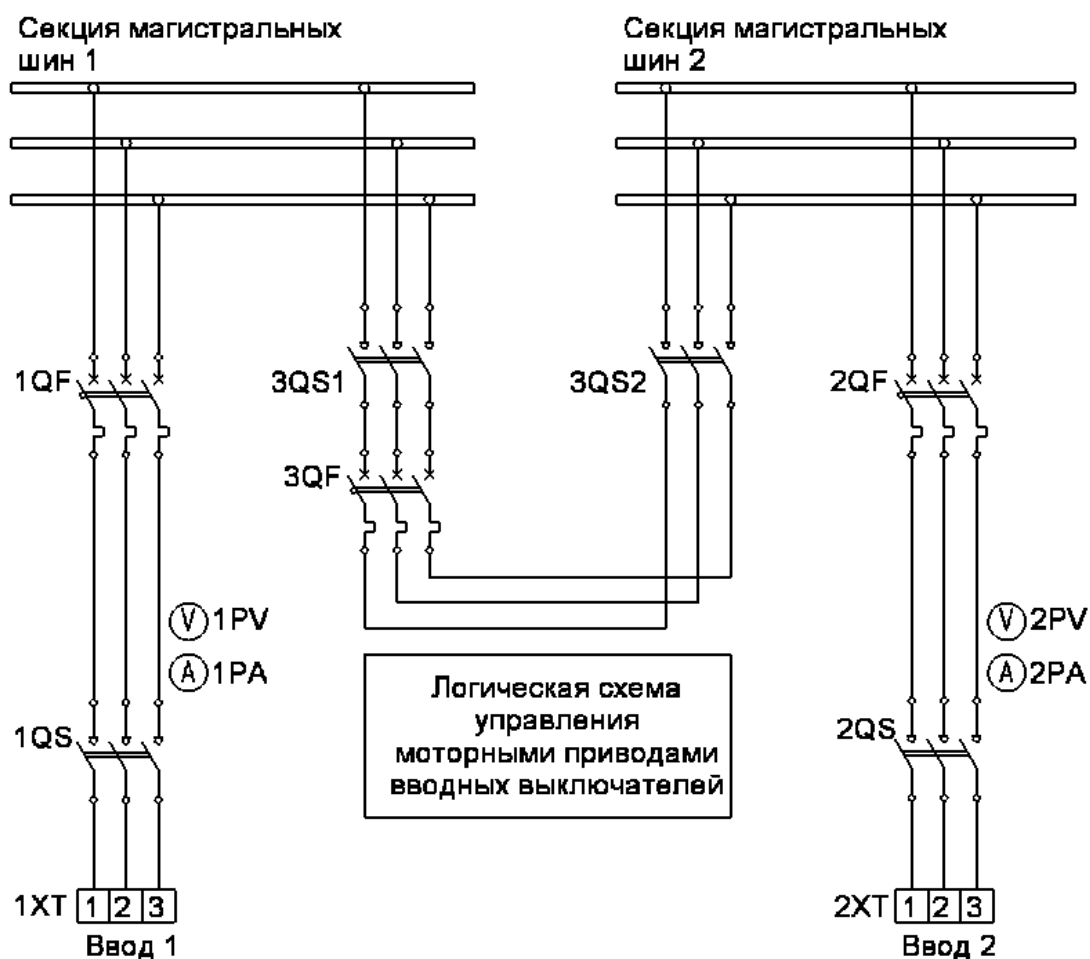 Секция магистральных
шин 1
Секция магистральных
шин 2
1QF
3QS1
3QS2
2QF
3QF
V 1PV
V 2PV
A 1PA
A 2PA
Логическая схема
управления
моторными приводами
вводных выключателей
1QS
2QS
1XT 1 2 3
2XT 1 2 3
Ввод 1
Ввод 2